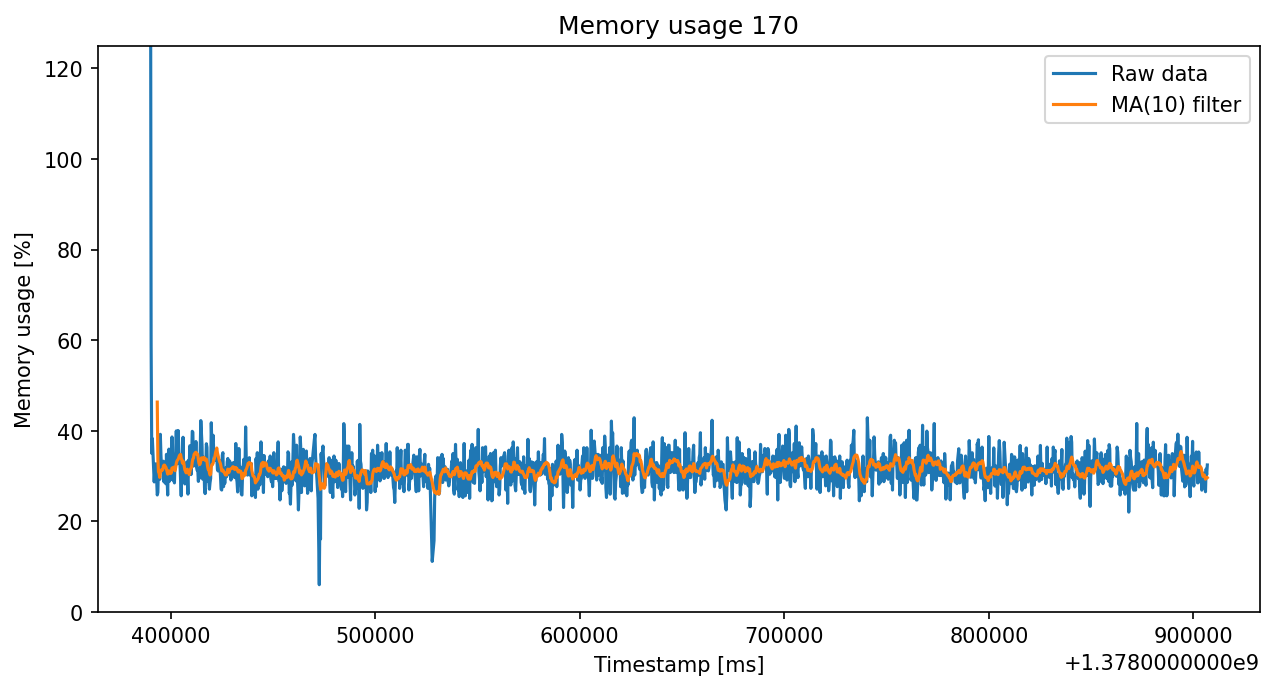 Memory usage 170
Raw data
MA(10) filter
Memory usage [%]
120
100
80
60
40
20
0
400000 500000 600000 700000 800000 900000
Timestamp [ms]
+1.3780000000e9